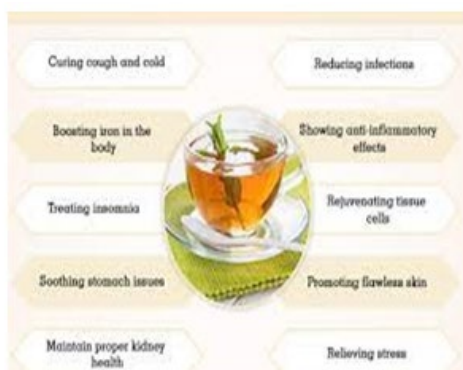 Curing cough and cold
Reducing infections
Boosting iron in the
body
Showing anti-inflammatory
effects
Treating insomnia
Rejuvenating tissue
cells
Soothing stomach issues
Promoting flawless skin
Maintain proper kidney
health
Relieving stress